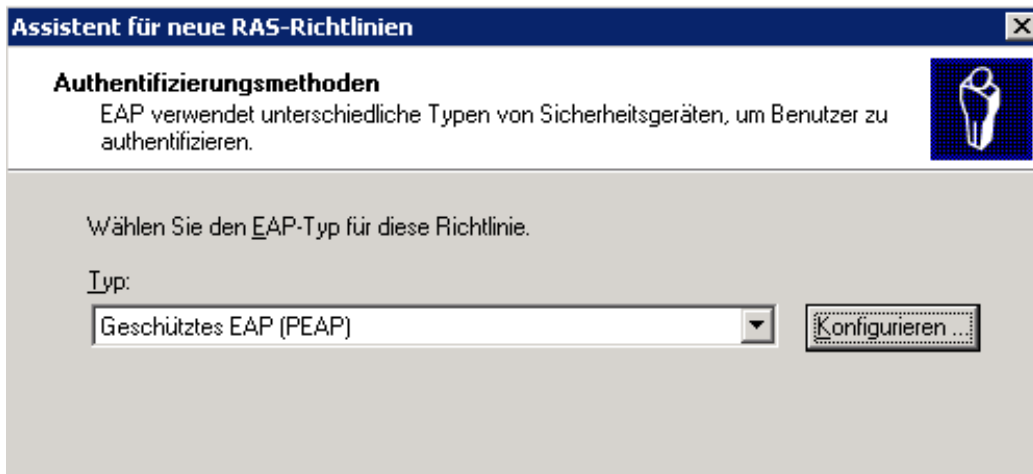 Assistent für neue RAS-Richtlinien
Authentifizierungsmethoden
EAP verwendet unterschiedliche Typen von Sicherheitsgeräten, um Benutzer zu
authentifizieren.
Wählen Sie den EAP-Typ für diese Richtlinie.
Typ:
Geschütztes EAP (PEAP)
Konfigurieren ...